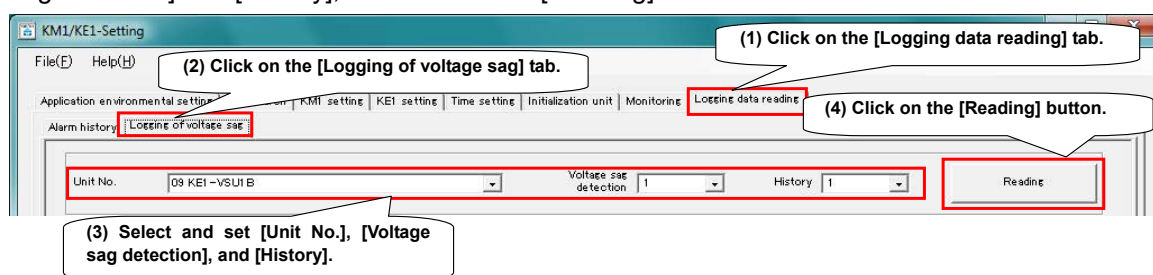 KM1/KE1-Setting
(1) Click on the [Logging data reading] tab.
File(F) Help(H)
(2) Click on the [Logging of voltage sag] tab.
Application environmental setting KM1 setting KE1 setting Time setting Initialization unit Monitoring Logging data reading
(4) Click on the [Reading] button.
Alarm history Logging of voltage sag
Unit No. 09 KE1-VSU1B Voltage sag detection 1 History 1 Reading
(3) Select and set [Unit No.], [Voltage
sag detection], and [History].